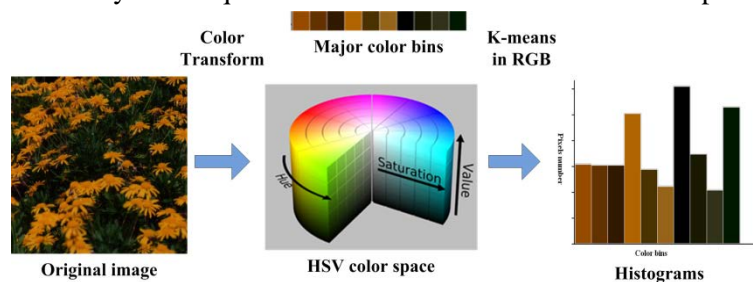 Color
Transform
Major color bins
K-means
in RGB
Hue
Saturation
Value
Pixels number
Color bins
Original image
HSV color space
Histograms